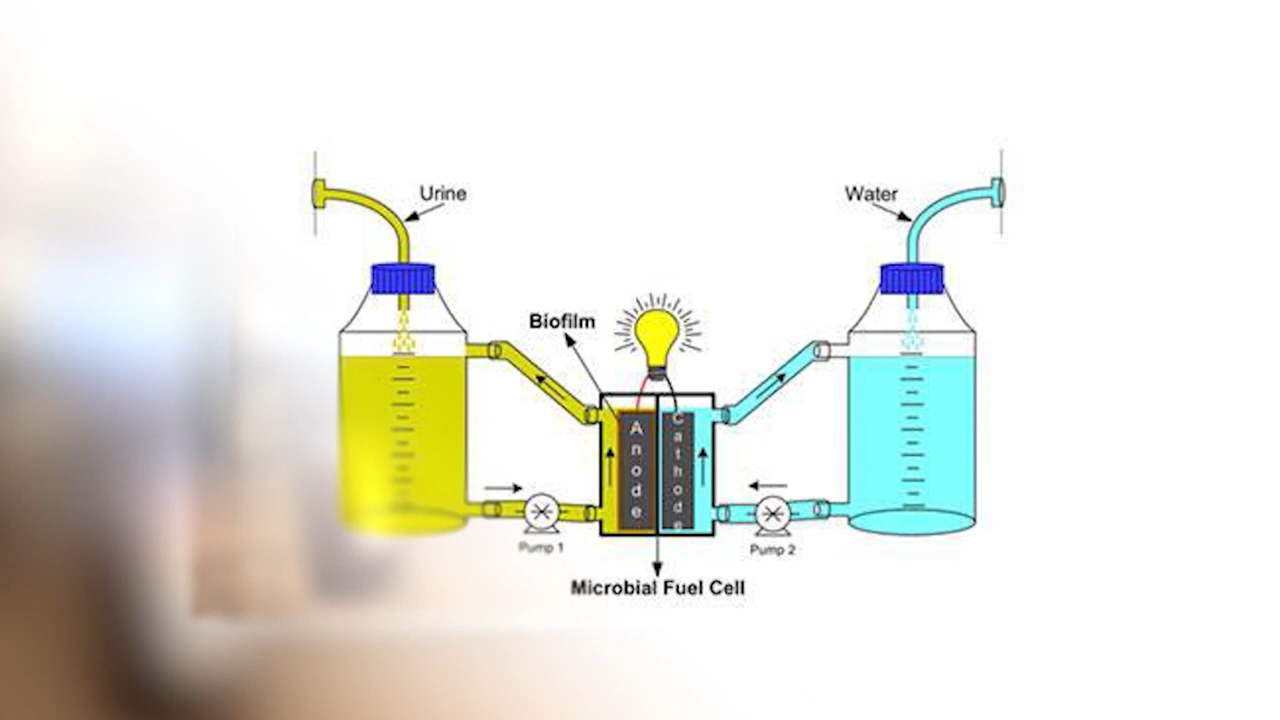 Urine
Water
Biofilm
Anode
Cathode
Pump 1
Pump 2
Microbial Fuel Cell